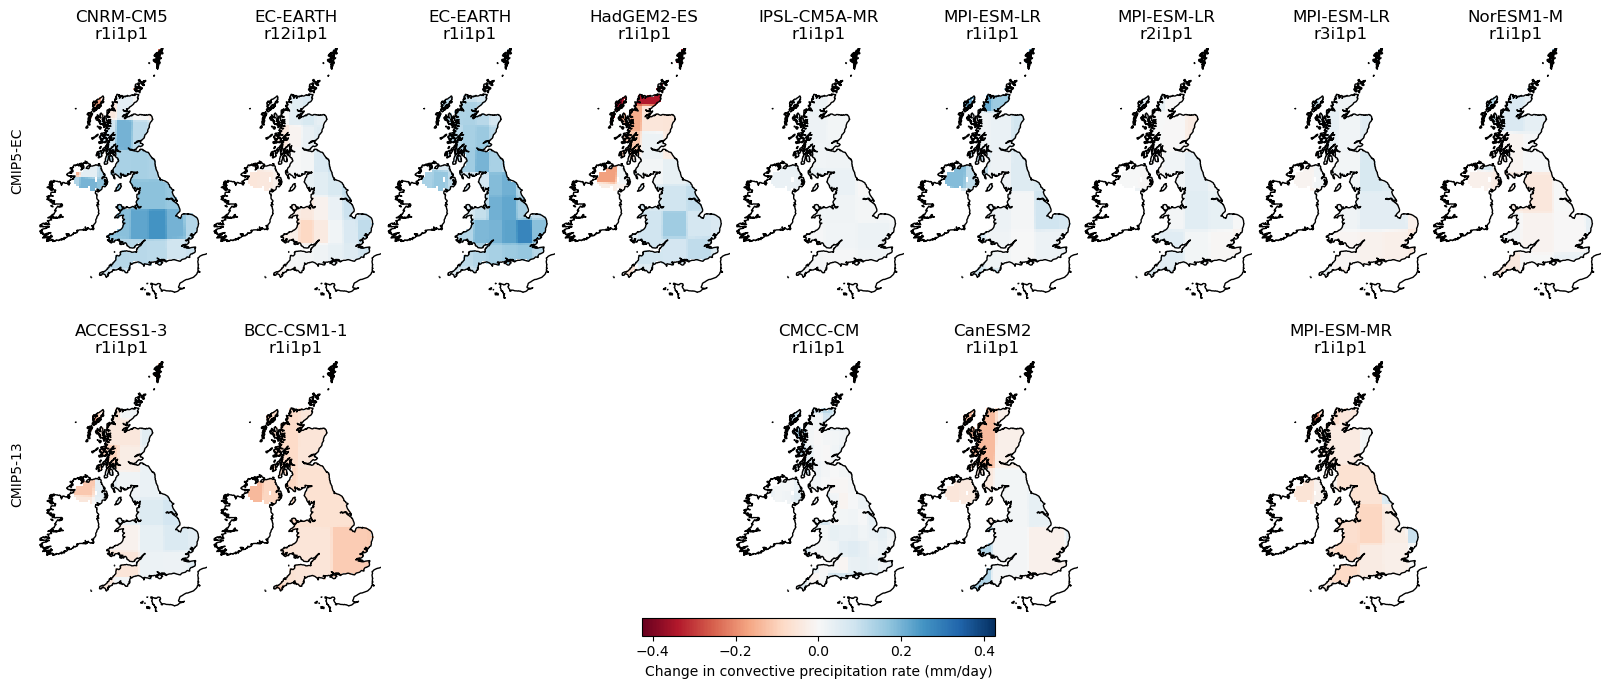 CNRM-CM5
r1i1p1
EC-EARTH
r12i1p1
EC-EARTH
r1i1p1
HadGEM2-ES
r1i1p1
IPSL-CM5A-MR
r1i1p1
MPI-ESM-LR
r1i1p1
MPI-ESM-LR
r2i1p1
MPI-ESM-LR
r3i1p1
NorESM1-M
r1i1p1
CMIP5-EC
ACCESS1-3
r1i1p1
BCC-CSM1-1
r1i1p1
CMCC-CM
r1i1p1
CanESM2
r1i1p1
MPI-ESM-MR
r1i1p1
CMIP5-13
−0.4 −0.2 0.0 0.2 0.4
Change in convective precipitation rate (mm/day)